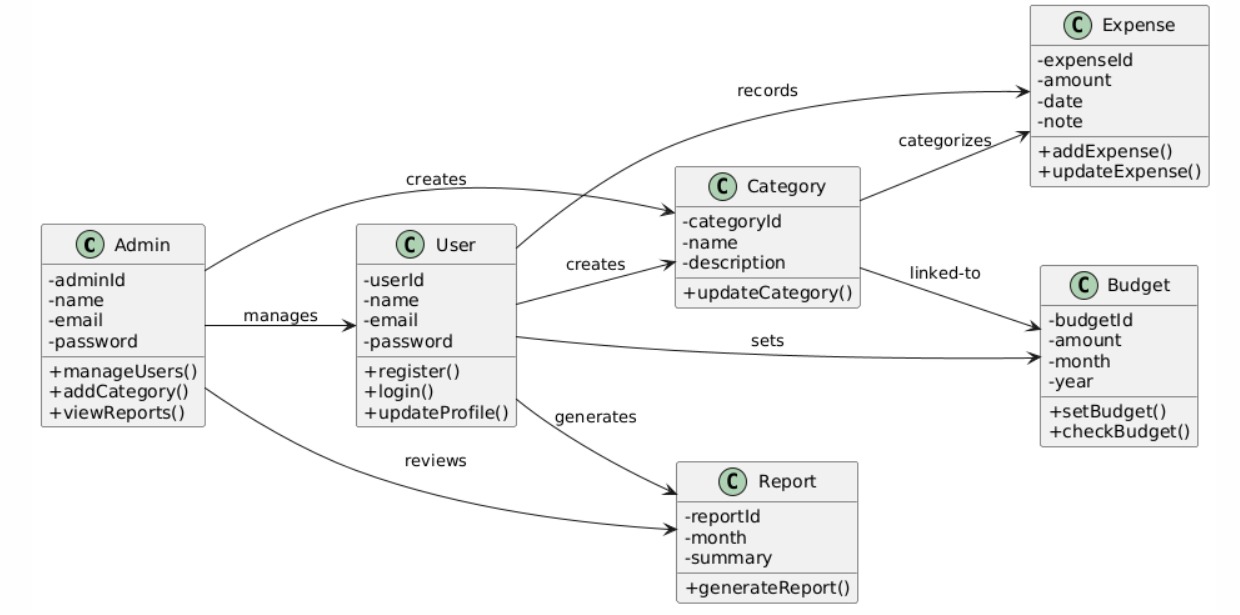 C Expense
-expenseId
-amount
-date
-note
+addExpense()
+updateExpense()
records
categorizes
creates
C Category
-categoryId
-name
-description
+updateCategory()
C Admin
-adminId
-name
-email
-password
+manageUsers()
+addCategory()
+viewReports()
manages
C User
-userId
-name
-email
-password
+register()
+login()
+updateProfile()
creates
linked-to
sets
C Budget
-budgetId
-amount
-month
-year
+setBudget()
+checkBudget()
generates
reviews
C Report
-reportId
-month
-summary
+generateReport()